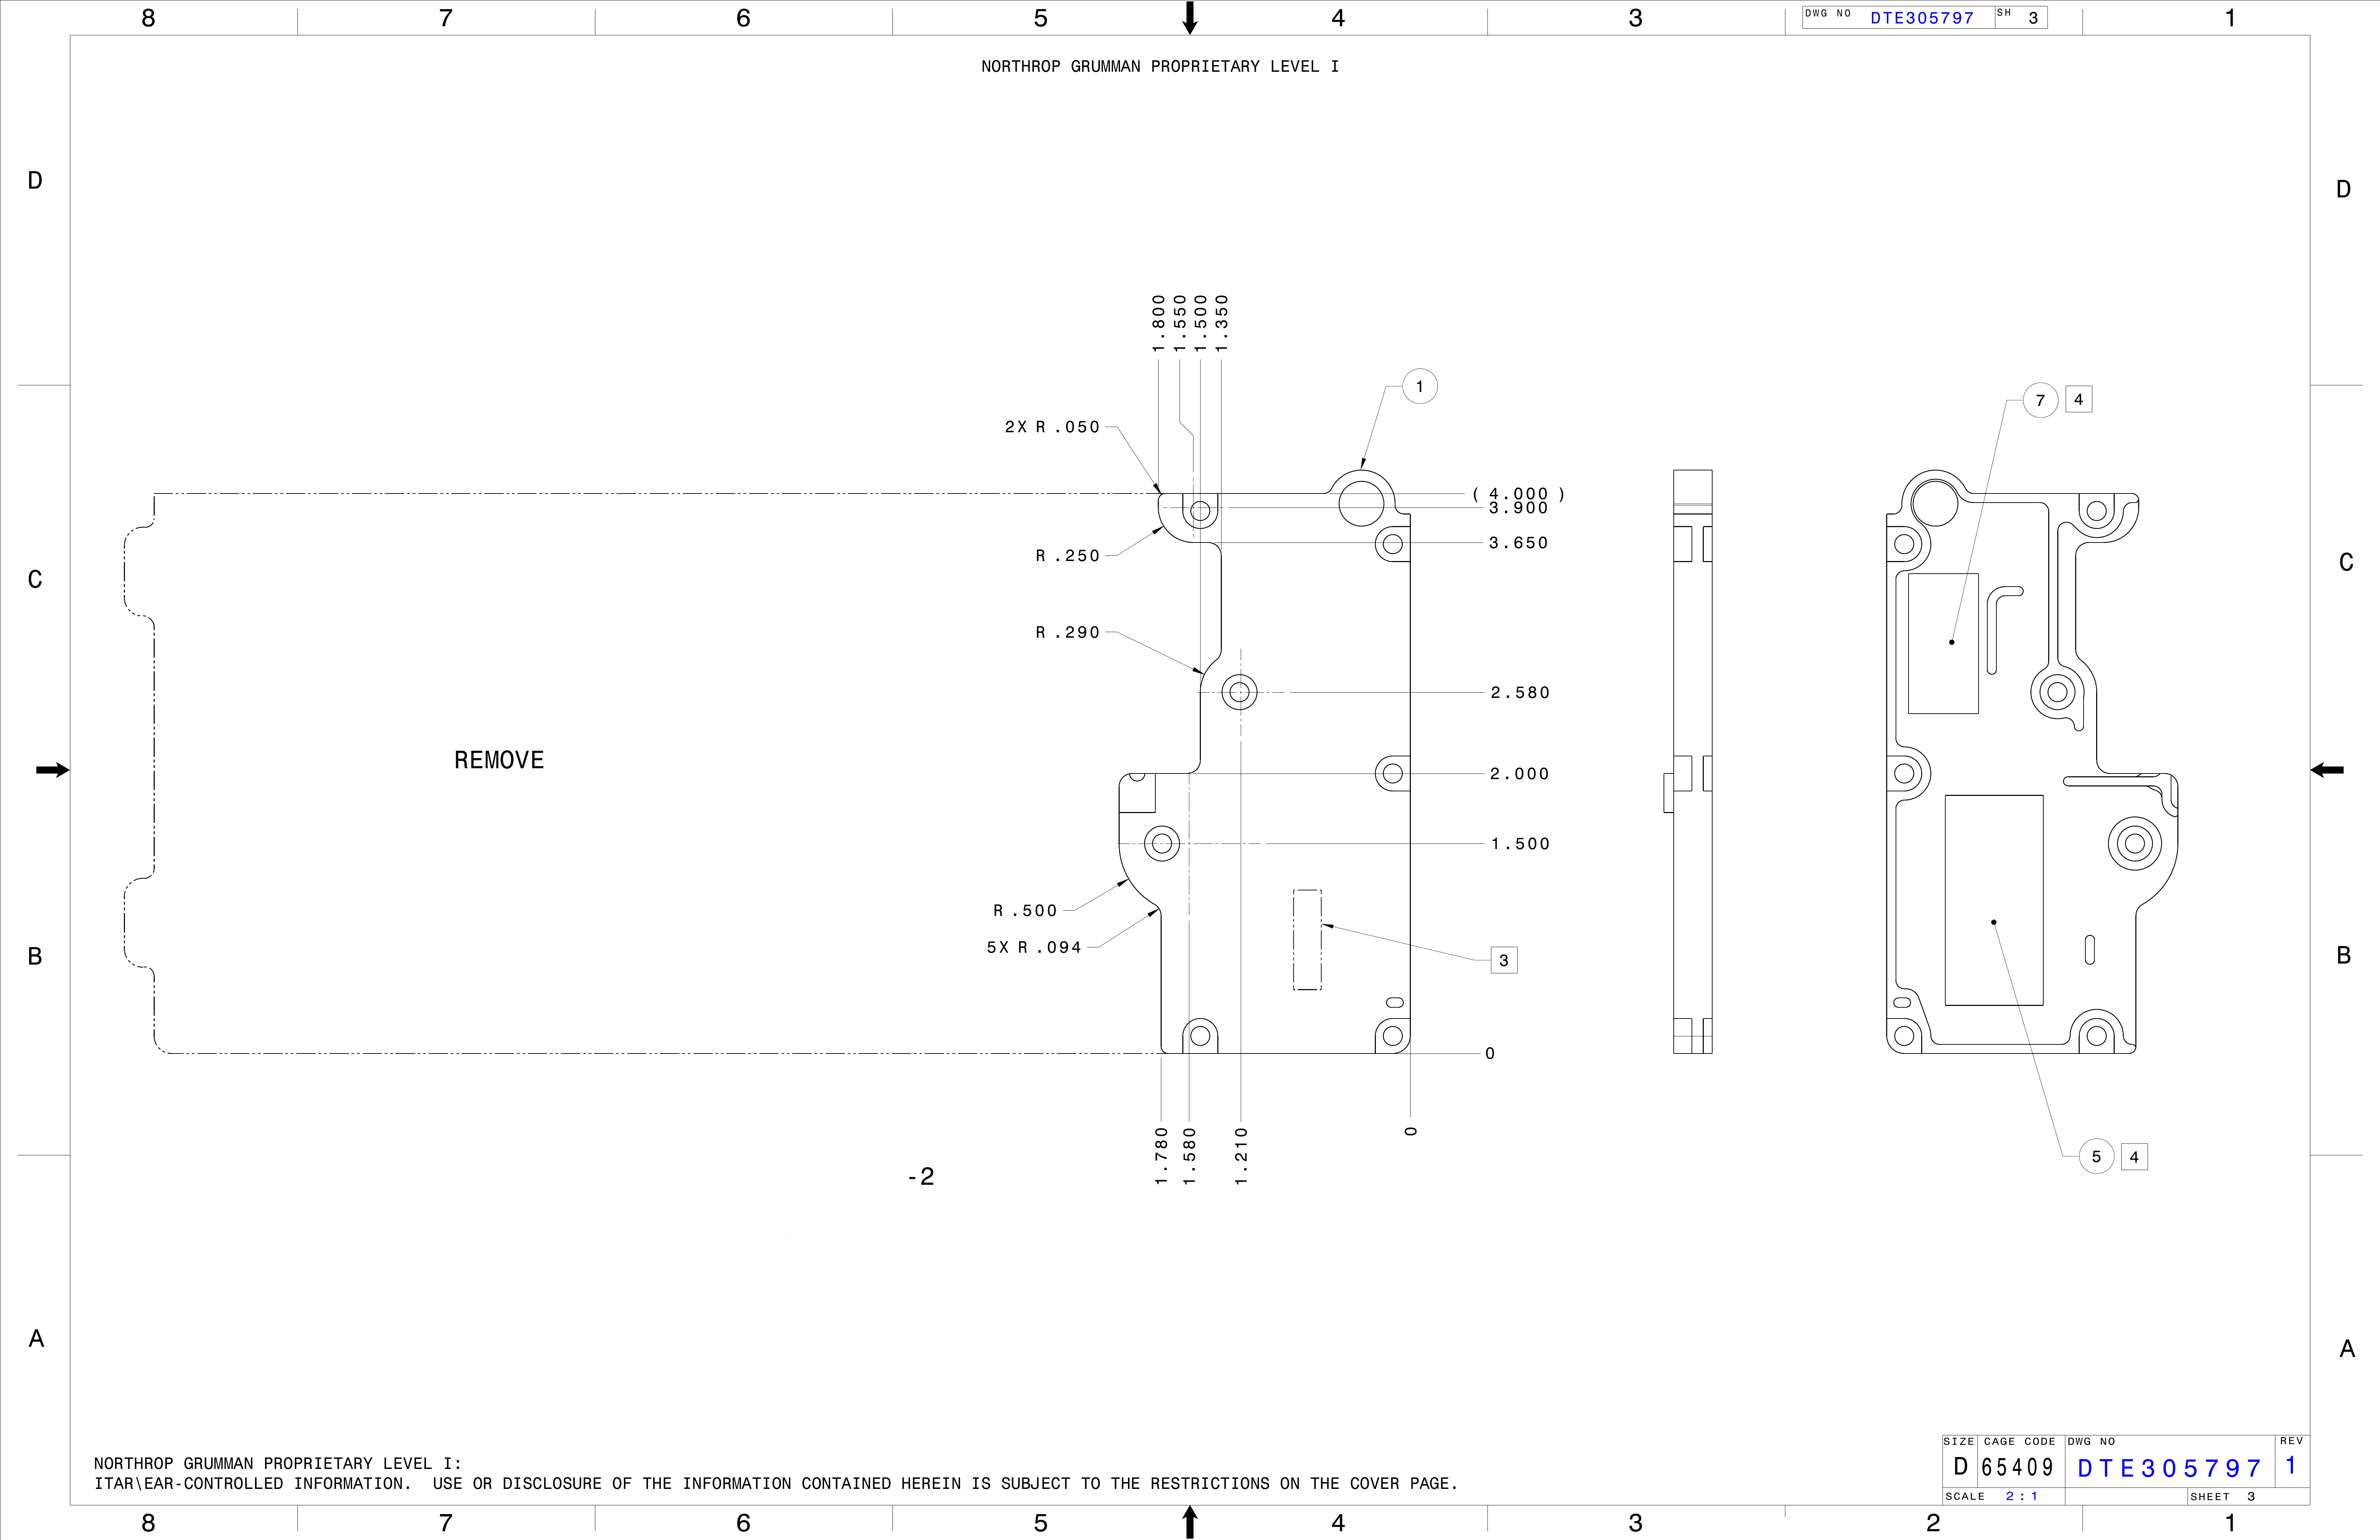 8 7 6 5 4 3 1
DWG NO DTE305797 SH 3
NORTHROP GRUMMAN PROPRIETARY LEVEL I
D D
1.800
1.550
1.500
1.350
1
7 4
2X R .050
( 4.000 )
3.900
R .250
3.650
C C
R .290
2.580
REMOVE
2.000
1.500
R .500
5X R .094
B B
3
0
1.780
1.580
1.210
0
5 4
-2
A A
SIZE CAGE CODE DWG NO REV
D 65409 DTE305797 1
SCALE 2:1 SHEET 3
NORTHROP GRUMMAN PROPRIETARY LEVEL I:
ITAR\EAR-CONTROLLED INFORMATION. USE OR DISCLOSURE OF THE INFORMATION CONTAINED HEREIN IS SUBJECT TO THE RESTRICTIONS ON THE COVER PAGE.
8 7 6 5 4 3 2 1